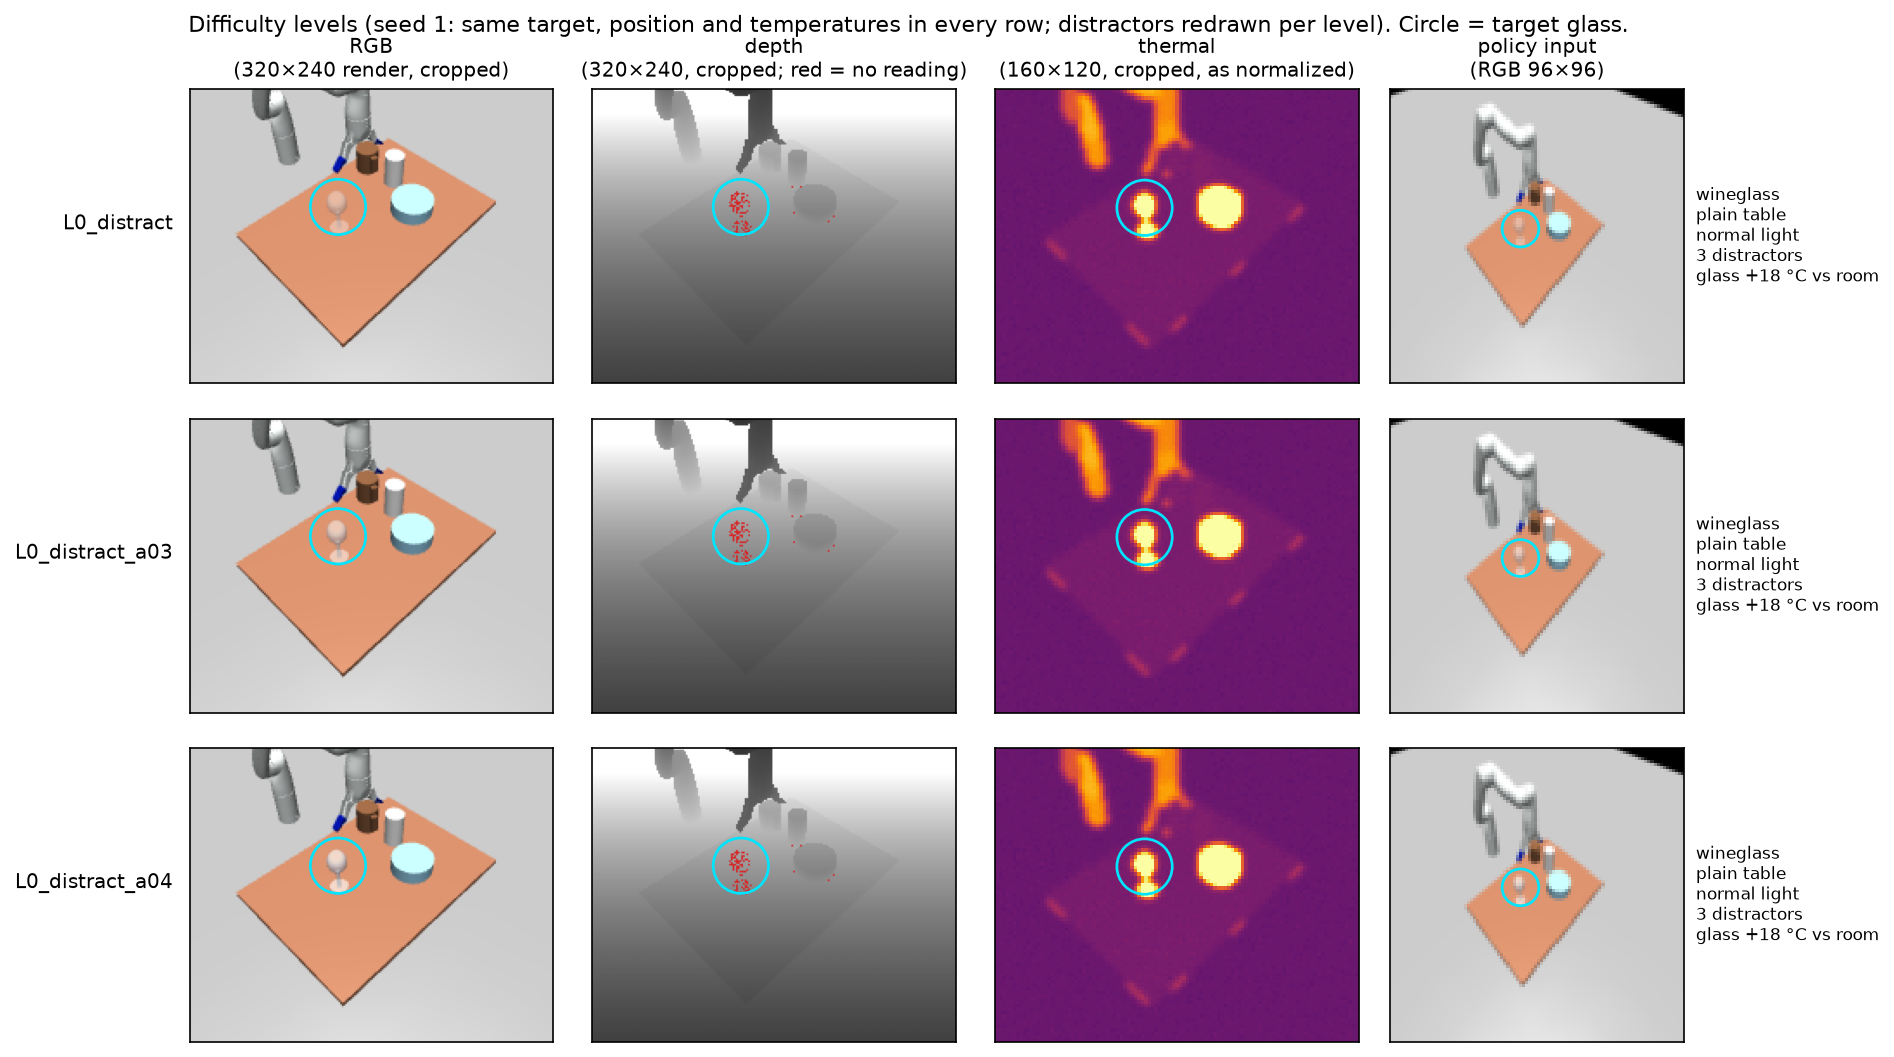 Difficulty levels (seed 1: same target, position and temperatures in every row; distractors redrawn per level). Circle = target glass.
RGB
(320×240 render, cropped)
depth
(320×240, cropped; red = no reading)
thermal
(160×120, cropped, as normalized)
policy input
(RGB 96×96)
L0_distract
wineglass
plain table
normal light
3 distractors
glass +18 °C vs room
L0_distract_a03
wineglass
plain table
normal light
3 distractors
glass +18 °C vs room
L0_distract_a04
wineglass
plain table
normal light
3 distractors
glass +18 °C vs room